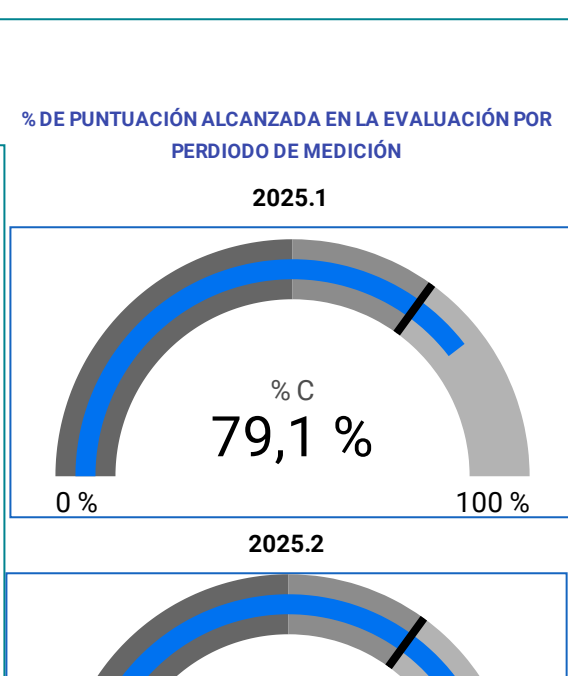 % DE PUNTUACIÓN ALCANZADA EN LA EVALUACIÓN POR
PERDIODO DE MEDICIÓN
2025.1
% C
79,1 %
0 %
100 %
2025.2